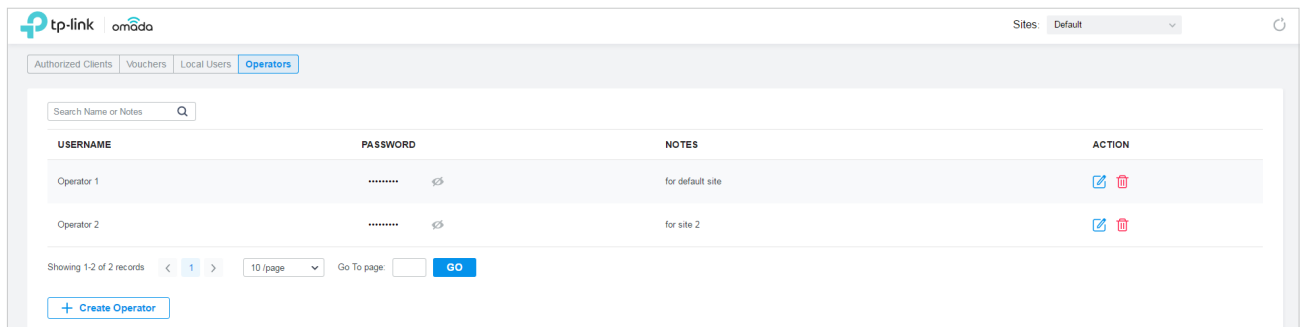 tp-link omada Sites: Default
Authorized Clients Vouchers Local Users Operators
Search Name or Notes
USERNAME PASSWORD NOTES ACTION
Operator 1 ••••••••• for default site
Operator 2 ••••••••• for site 2
Showing 1-2 of 2 records < 1 > 10 /page Go To page: GO
+ Create Operator